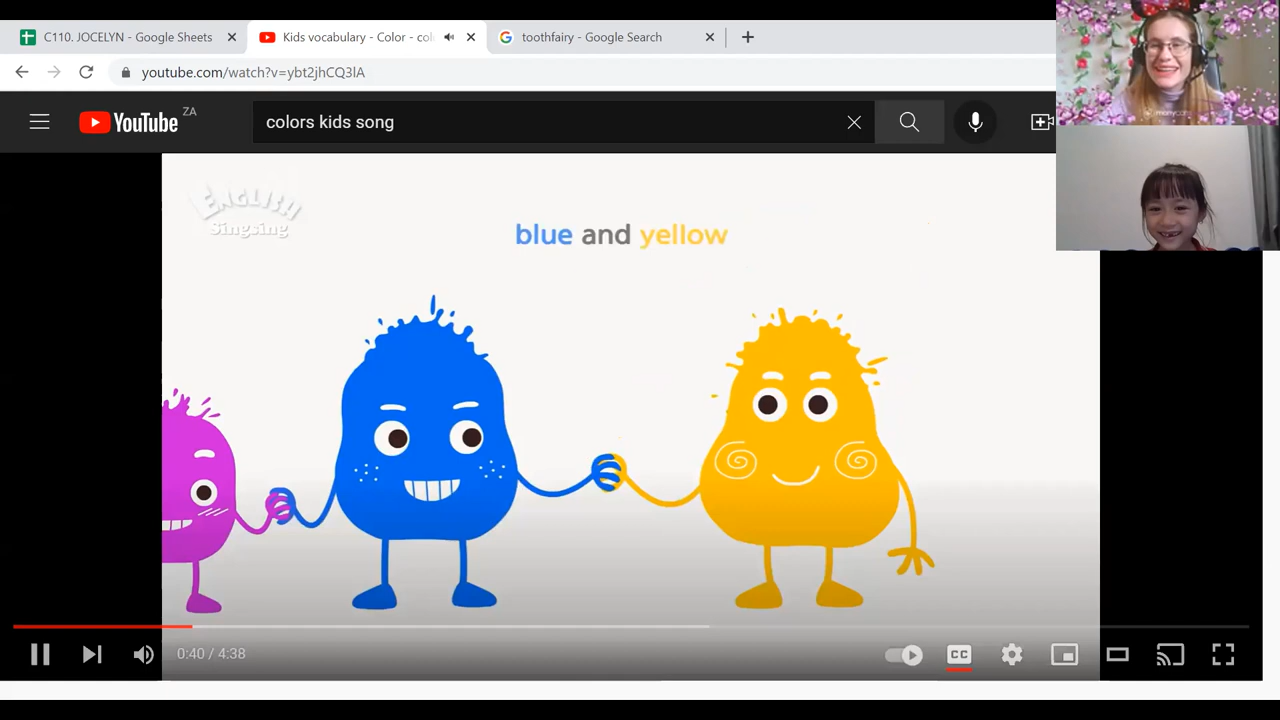 C110. JOCELYN - Google Sheets
Kids vocabulary - Color - col
toothfairy - Google Search
youtube.com/watch?v=ybt2jhCQ3lA
YouTube ZA
colors kids song
ENGLISH
Singsing
blue and yellow
0:40 / 4:38
CC